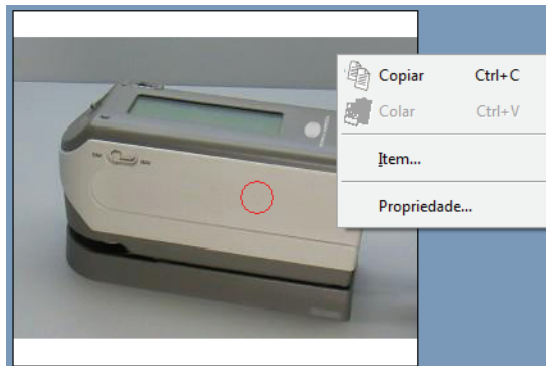 Copiar Ctrl+C
Colar Ctrl+V
Item...
Propriedade...